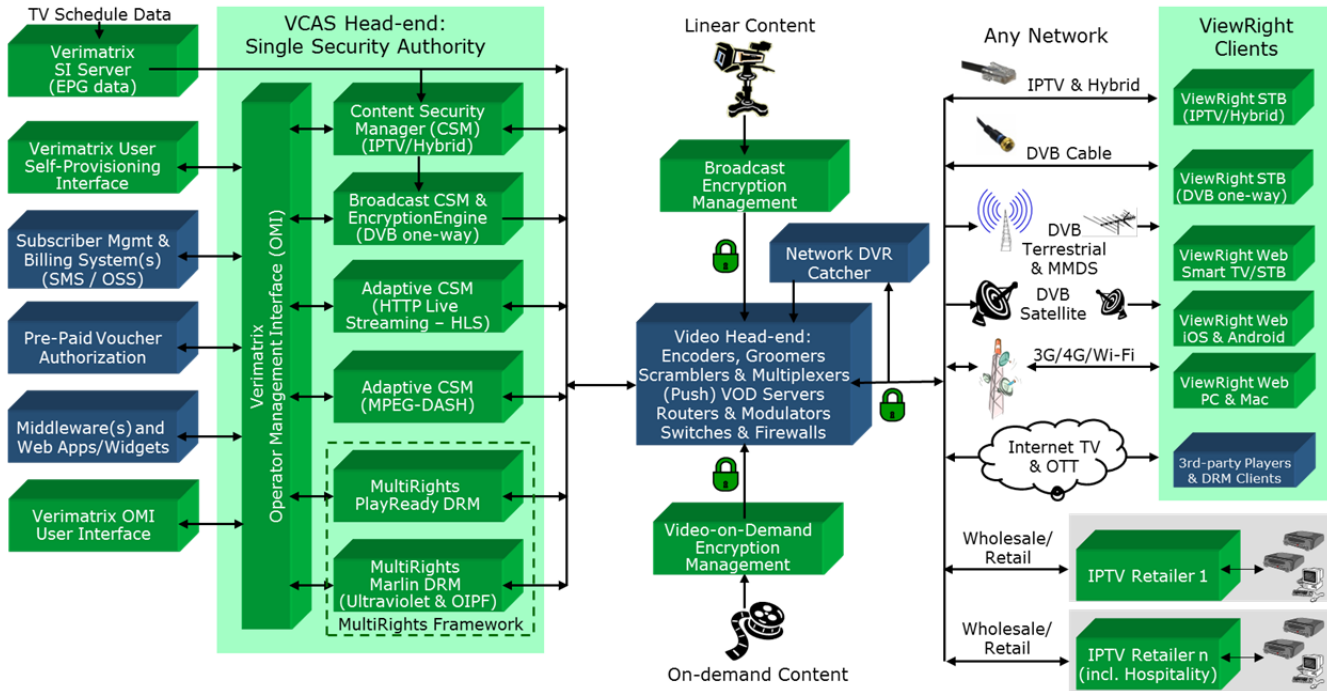 TV Schedule Data
Verimatrix
SI Server
(EPG data)
Verimatrix User
Self-Provisioning
Interface
Subscriber Mgmt &
Billing System(s)
(SMS / OSS)
Pre-Paid Voucher
Authorization
Middleware(s) and
Web Apps/Widgets
Verimatrix OMI
User Interface
VCAS Head-end:
Single Security Authority
Verimatrix
Operator Management Interface (OMI)
Content Security
Manager (CSM)
(IPTV/Hybrid)
Broadcast CSM &
EncryptionEngine
(DVB one-way)
Adaptive CSM
(HTTP Live
Streaming – HLS)
Adaptive CSM
(MPEG-DASH)
MultiRights
PlayReady DRM
MultiRights
Marlin DRM
(Ultraviolet & OIPF)
MultiRights Framework
Linear Content
Broadcast
Encryption
Management
Network DVR
Catcher
Video Head-end:
Encoders, Groomers
Scramblers & Multiplexers
(Push) VOD Servers
Routers & Modulators
Switches & Firewalls
Video-on-Demand
Encryption
Management
On-demand Content
Any Network
IPTV & Hybrid
DVB Cable
DVB
Terrestrial
& MMDS
DVB
Satellite
3G/4G/Wi-Fi
Internet TV
& OTT
Wholesale/
Retail
Wholesale/
Retail
ViewRight
Clients
ViewRight STB
(IPTV/Hybrid)
ViewRight STB
(DVB one-way)
ViewRight Web
Smart TV/STB
ViewRight Web
iOS & Android
ViewRight Web
PC & Mac
3rd-party Players
& DRM Clients
IPTV Retailer 1
IPTV Retailer n
(incl. Hospitality)